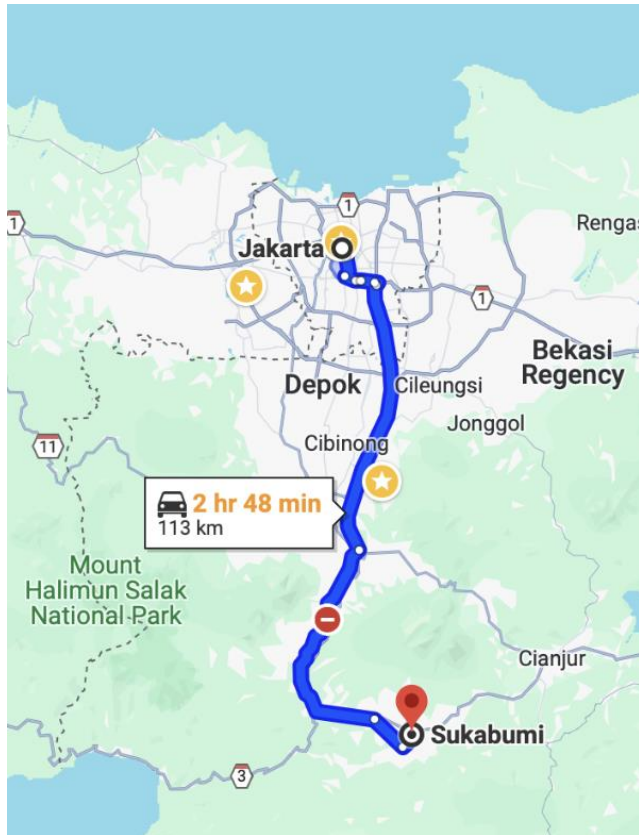 1
Jakarta
1
Rengas
1
Bekasi
Regency
Depok
Cileungsi
Jonggol
Cibinong
11
2 hr 48 min
113 km
Mount
Halimun Salak
National Park
Cianjur
Sukabumi
3